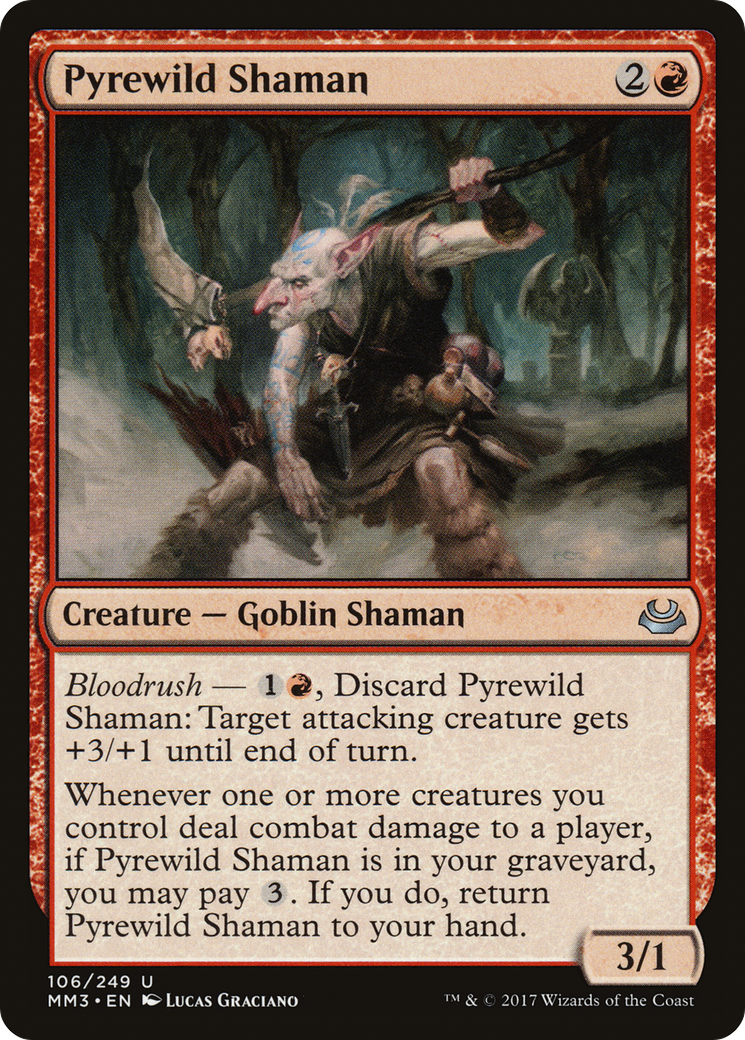 Pyrewild Shaman 2
Creature — Goblin Shaman
Bloodrush — 1, Discard Pyrewild
Shaman: Target attacking creature gets
+3/+1 until end of turn.
Whenever one or more creatures you
control deal combat damage to a player,
if Pyrewild Shaman is in your graveyard,
you may pay 3. If you do, return
Pyrewild Shaman to your hand.
3/1
106/249 U
MM3 • EN Lucas Graciano
™ & © 2017 Wizards of the Coast